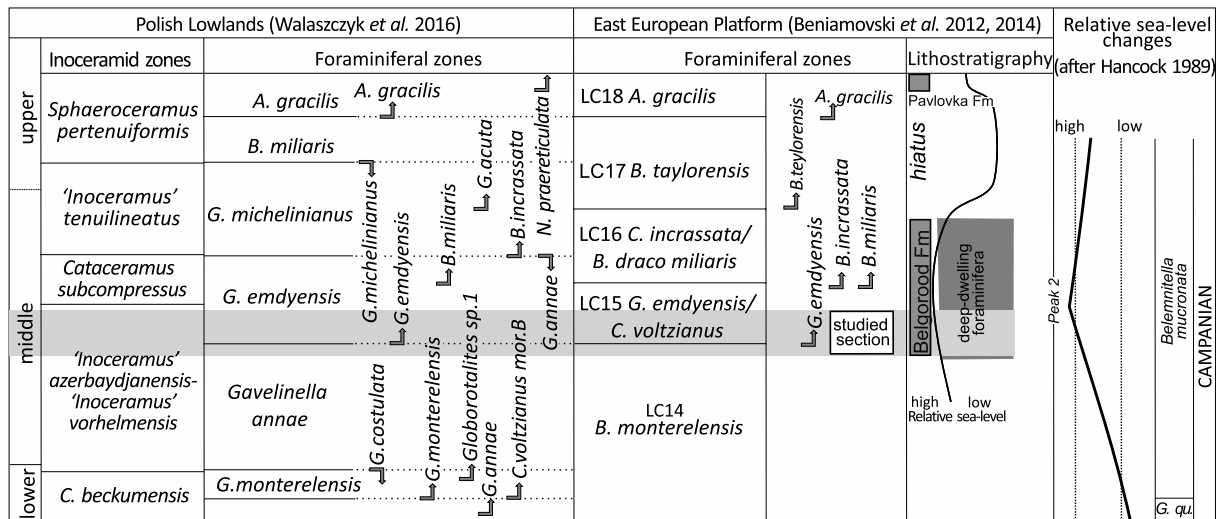 Polish Lowlands (Walaszczyk et al. 2016)
East European Platform (Beniamovski et al. 2012, 2014)
Relative sea-level
changes
(after Hancock 1989)
Inoceramid zones
Foraminiferal zones
Foraminiferal zones
Lithostratigraphy
upper
middle
lower
Sphaeroceramus
pertenuiformis
‘Inoceramus’
tenuilineatus
Cataceramus
subcompressus
‘Inoceramus’
azerbaydjanensis-
‘Inoceramus’
vorhelmensis
C. beckumensis
A. gracilis
B. miliaris
G. michelinianus
G. emdyensis
Gavelinella
annae
G.monterelensis
A. gracilis
G.michelinianus
G.emdyensis
G.costulata
G.monterelensis
B.miliaris
Globorotalites sp.1
G.acuta
G.annae
B.incrassata
C.voltzianus mor.B
N. praereticulata
G.annae
LC18 A. gracilis
LC17 B. taylorensis
LC16 C. incrassata/
B. draco miliaris
LC15 G. emdyensis/
C. voltzianus
LC14
B. monterelensis
B.teylorensis
A. gracilis
G.emdyensis
B.incrassata
B.miliaris
studied
section
Pavlovka Fm
hiatus
Belgorood Fm
deep-dwelling
foraminifera
high
low
Relative sea-level
high
low
Peak 2
Belemnitella
mucronata
G. qu.
CAMPANIAN